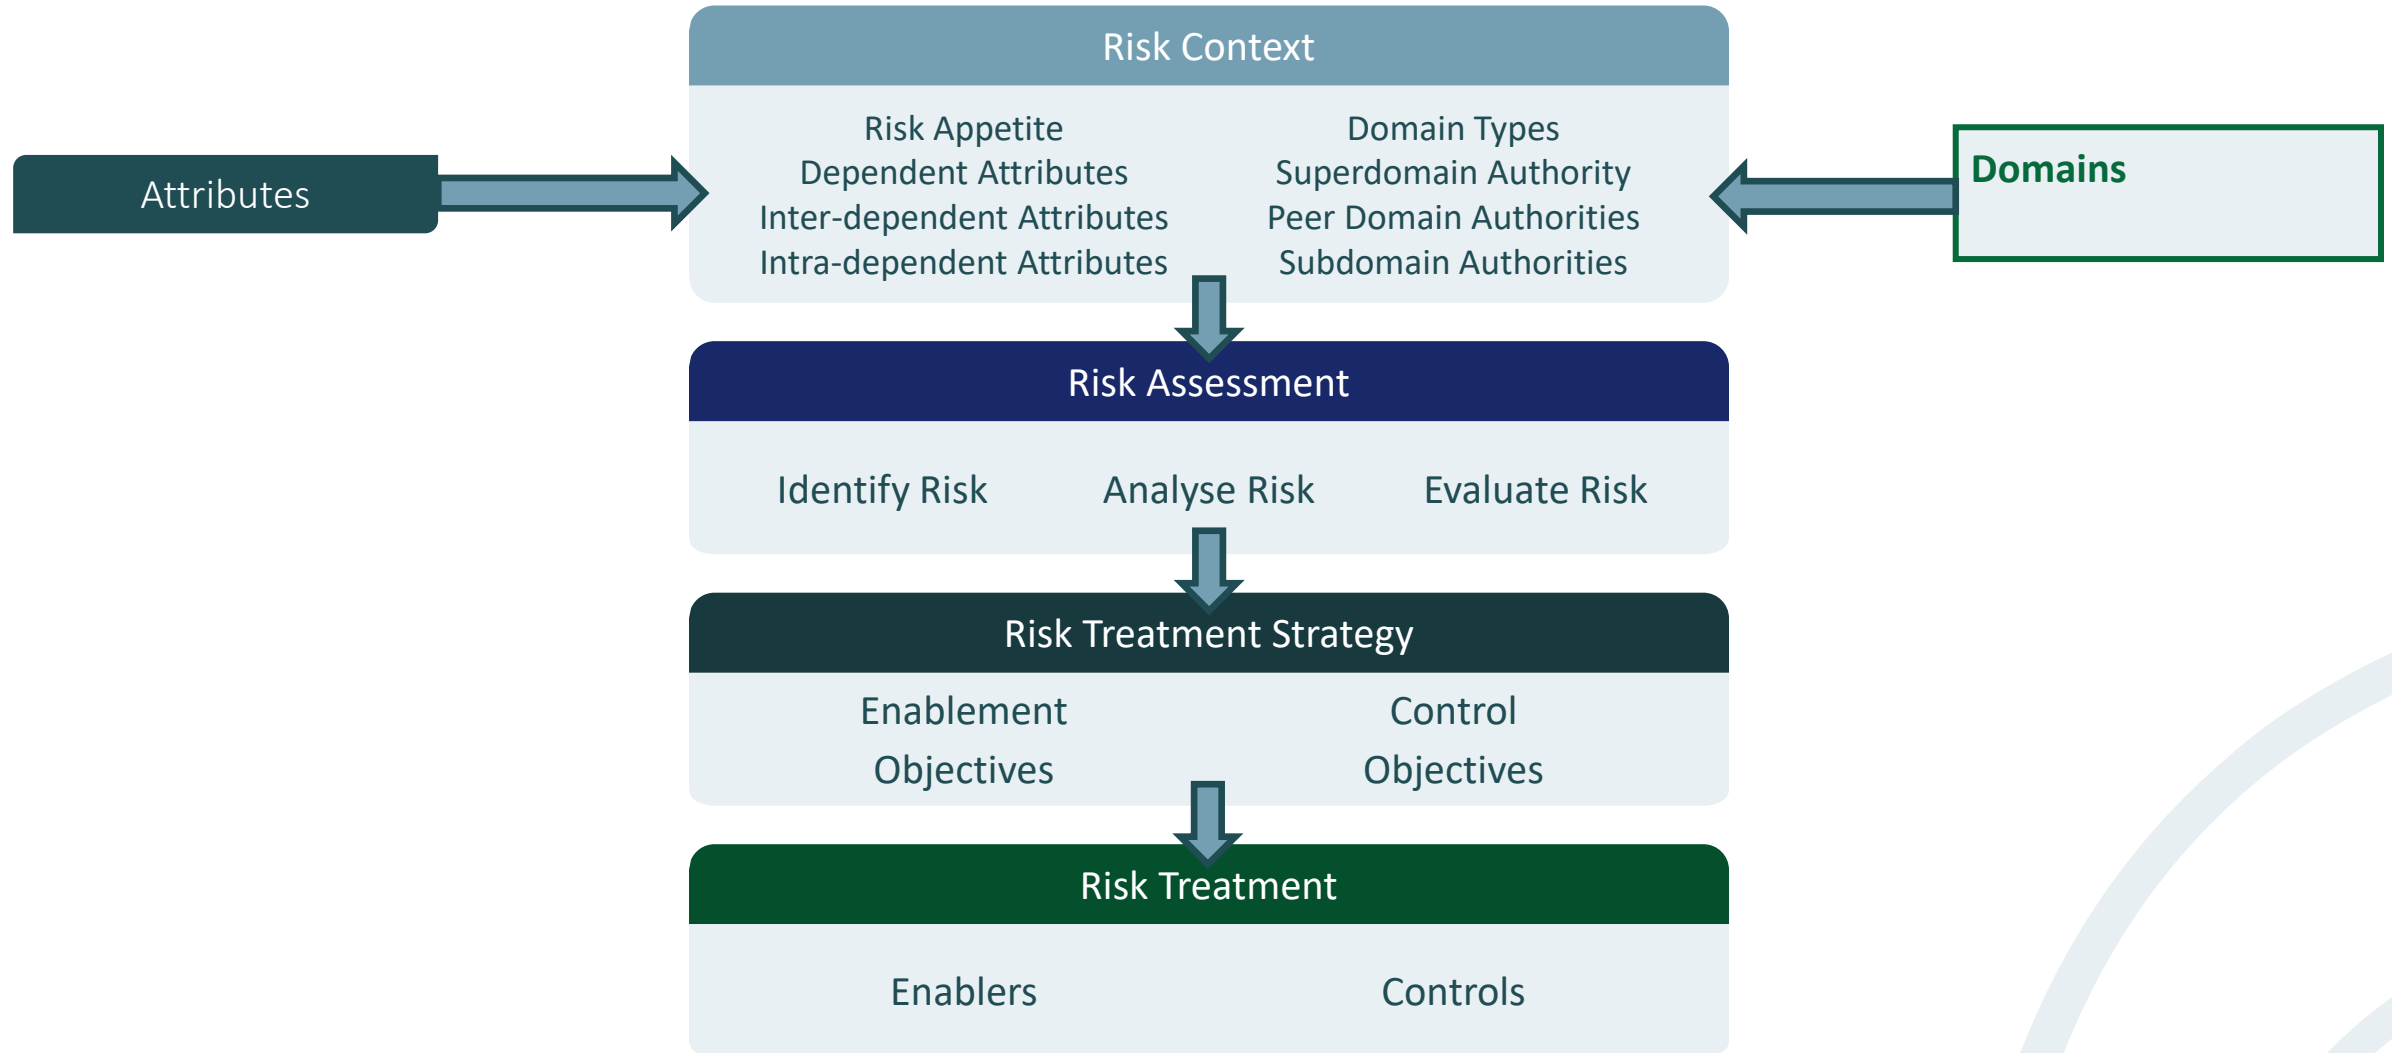 Risk Context
Risk Appetite
Dependent Attributes
Inter-dependent Attributes
Intra-dependent Attributes
Domain Types
Superdomain Authority
Peer Domain Authorities
Subdomain Authorities
Attributes
Domains
Risk Assessment
Identify Risk
Analyse Risk
Evaluate Risk
Risk Treatment Strategy
Enablement
Objectives
Control
Objectives
Risk Treatment
Enablers
Controls